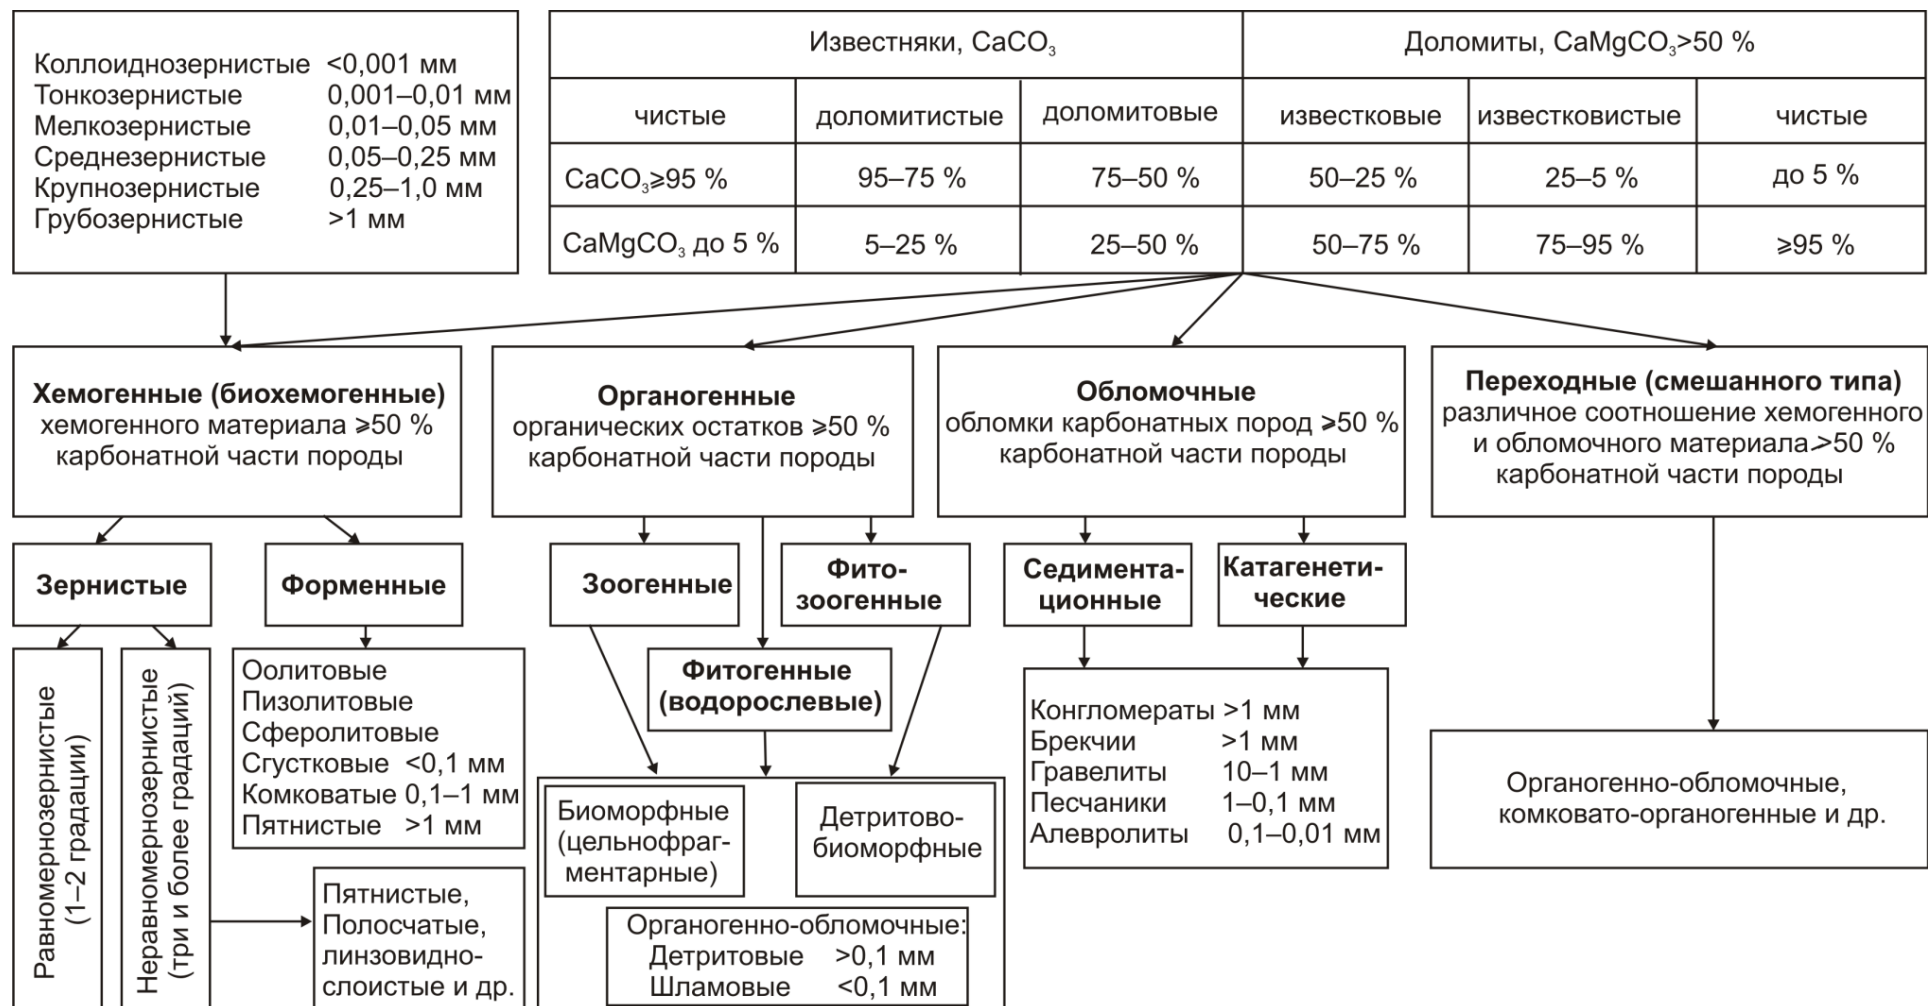 Коллоиднозернистые <0,001 мм
Тонкозернистые 0,001–0,01 мм
Мелкозернистые 0,01–0,05 мм
Среднезернистые 0,05–0,25 мм
Крупнозернистые 0,25–1,0 мм
Грубозернистые >1 мм
Известняки, CaCO₃ Доломиты, CaMgCO₃>50 %
чистые доломитистые доломитовые известковые известковистые чистые
CaCO₃⩾95 % 95–75 % 75–50 % 50–25 % 25–5 % до 5 %
CaMgCO₃ до 5 % 5–25 % 25–50 % 50–75 % 75–95 % ⩾95 %
Хемогенные (биохемогенные)
хемогенного материала ⩾50 %
карбонатной части породы
Органогенные
органических остатков ⩾50 %
карбонатной части породы
Обломочные
обломки карбонатных пород ⩾50 %
карбонатной части породы
Переходные (смешанного типа)
различное соотношение хемогенного
и обломочного материала>50 %
карбонатной части породы
Зернистые
Форменные
Зоогенные
Фито-
зоогенные
Седимента-
ционные
Катагенети-
ческие
Равномернозернистые
(1–2 градации)
Неравномернозернистые
(три и более градаций)
Оолитовые
Пизолитовые
Сферолитовые
Сгустковые <0,1 мм
Комковатые 0,1–1 мм
Пятнистые >1 мм
Фитогенные
(водорослевые)
Конгломераты >1 мм
Брекчии >1 мм
Гравелиты 10–1 мм
Песчаники 1–0,1 мм
Алевролиты 0,1–0,01 мм
Органогенно-обломочные,
комковато-органогенные и др.
Пятнистые,
Полосчатые,
линзовидно-
слоистые и др.
Биоморфные
(цельнофраг-
ментарные)
Детритово-
биоморфные
Органогенно-обломочные:
Детритовые >0,1 мм
Шламовые <0,1 мм